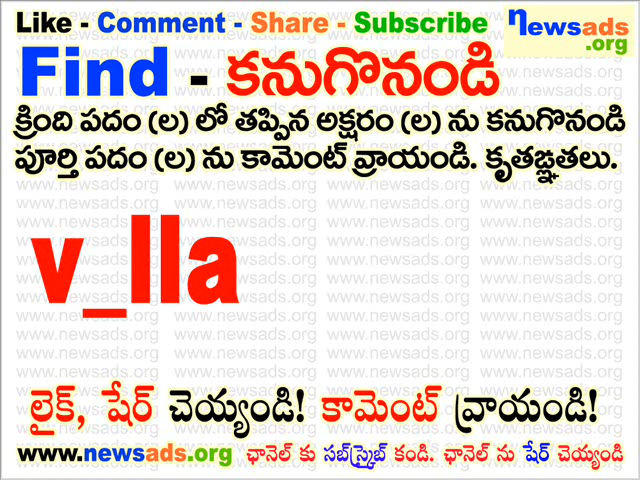 Like - Comment - Share - Subscribe
newsads
.org
Find - కనుగొనండి
క్రింది పదం (ల) లో తప్పిన అక్షరం (ల) ను కనుగొనండి
పూర్తి పదం (ల) ను కామెంట్ వ్రాయండి. కృతఙ్ఞతలు.
v_lla
లైక్, షేర్ చెయ్యండి! కామెంట్ వ్రాయండి!
www.newsads.org ఛానెల్ కు సబ్‌స్క్రైబ్ కండి. ఛానెల్ ను షేర్ చెయ్యండి